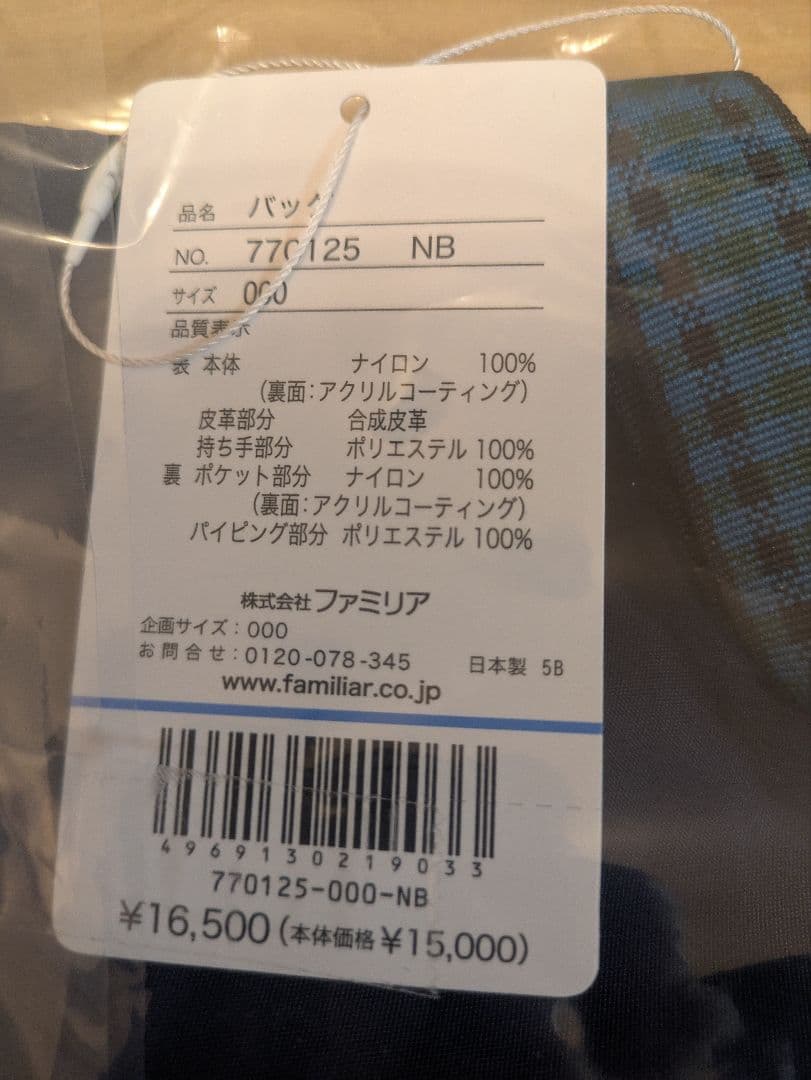 品名 バッグ
NO. 770125 NB
サイズ 000
品質表示
表 本体 ナイロン 100%
(裏面:アクリルコーティング)
皮革部分 合成皮革
持ち手部分 ポリエステル 100%
裏 ポケット部分 ナイロン 100%
(裏面:アクリルコーティング)
パイピング部分 ポリエステル 100%
株式会社ファミリア
企画サイズ:000
お問合せ:0120-078-345 日本製 5B
www.familiar.co.jp
4969130219033
770125-000-NB
¥16,500(本体価格¥15,000)